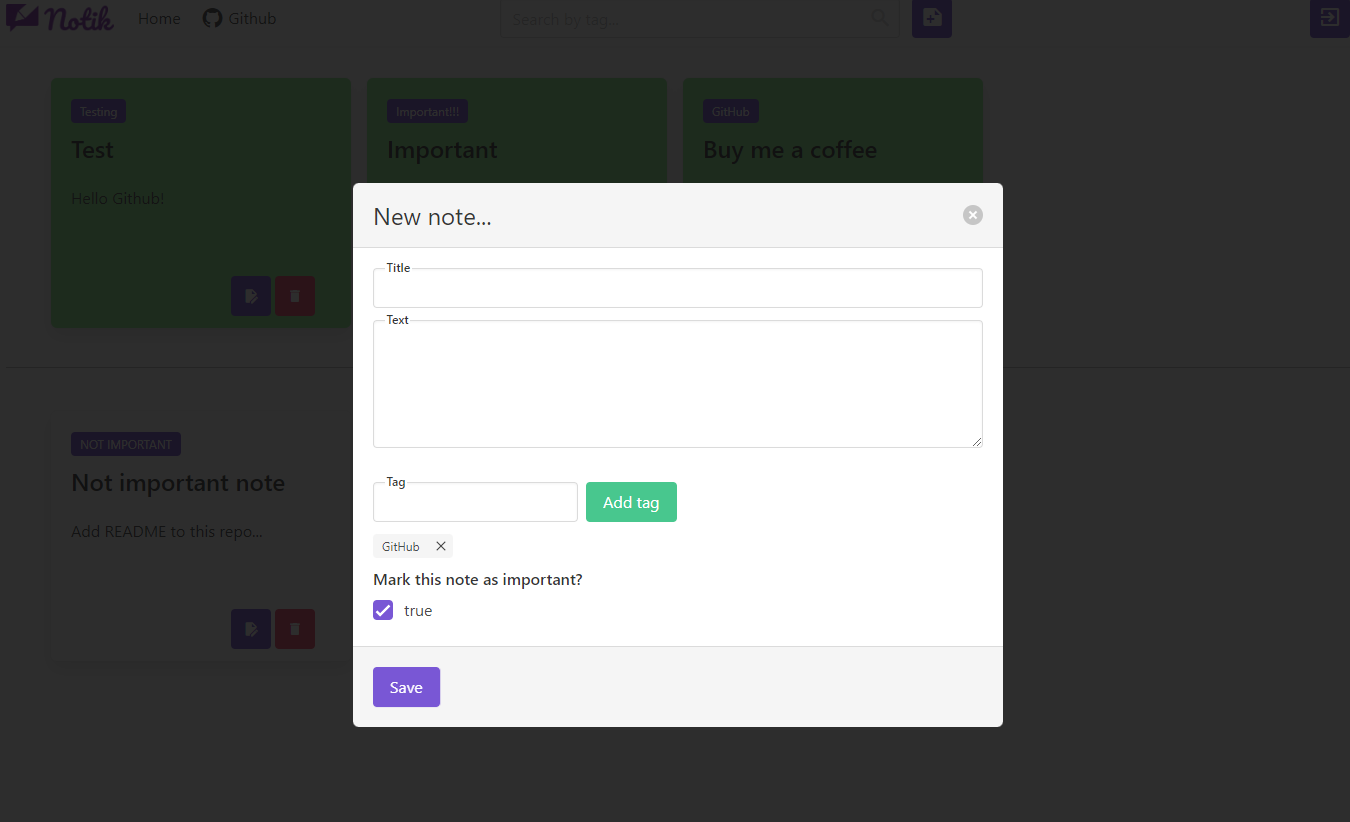 Notik Home Github Search by tag...
Testing Important!!! GitHub
Test Important Buy me a coffee
Hello Github!
New note...
Title
Text
Tag
Add tag
GitHub
Mark this note as important?
true
Save
NOT IMPORTANT
Not important note
Add README to this repo...